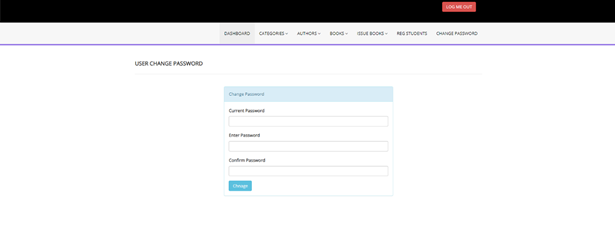 LOG ME OUT
DASHBOARD CATEGORIES AUTHORS BOOKS ISSUE BOOKS REG STUDENTS CHANGE PASSWORD
USER CHANGE PASSWORD
Change Password
Current Password
Enter Password
Confirm Password
Chnage